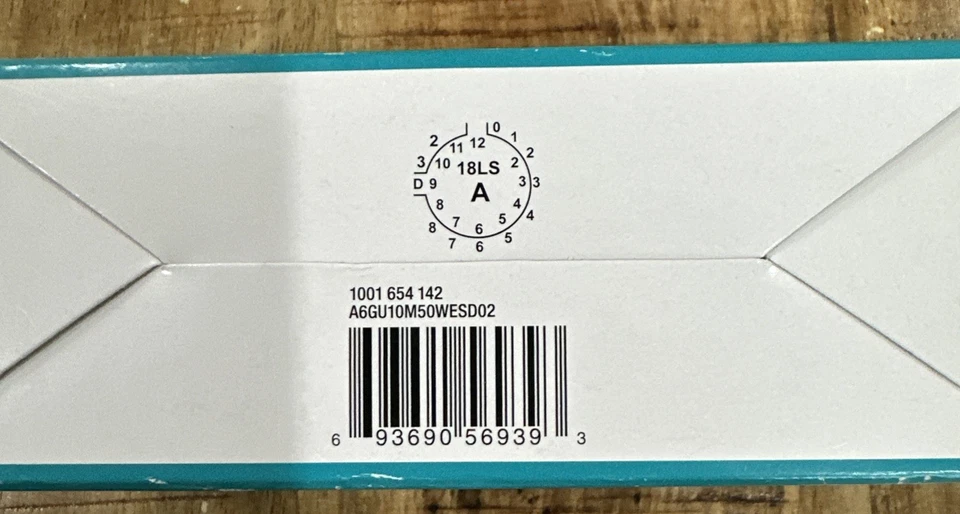 0 1 2 3 4 5 6 7 8 D 3 2
12 2 3 4 5 6 7 8 9 10 11
18LS
A
1001 654 142
A6GU10M50WESD02
6 93690 56939 3